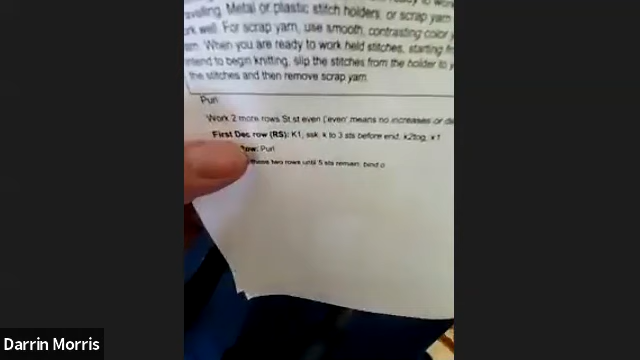 ravelling. Metal or plastic stitch holders, or scrap yarn
rk well. For scrap yarn, use smooth, contrasting color y
arn. When you are ready to work held stitches, starting fr
intend to begin knitting, slip the stitches from the holder to y
the stitches and then remove scrap yarn.
Purl
Work 2 more rows St st even ('even' means no increases or de
First Dec row (RS): K1, ssk, k to 3 sts before end, k2tog, k1
Row: Purl
these two rows until 5 sts remain; bind o
Darrin Morris